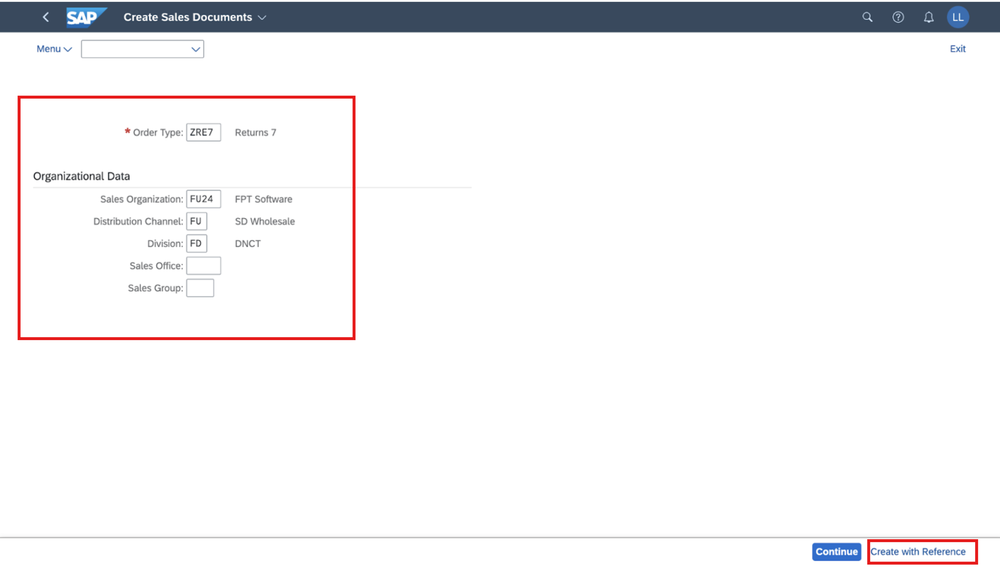 SAP Create Sales Documents LL
Menu Exit
* Order Type: ZRE7 Returns 7
Organizational Data
Sales Organization: FU24 FPT Software
Distribution Channel: FU SD Wholesale
Division: FD DNCT
Sales Office:
Sales Group:
Continue Create with Reference